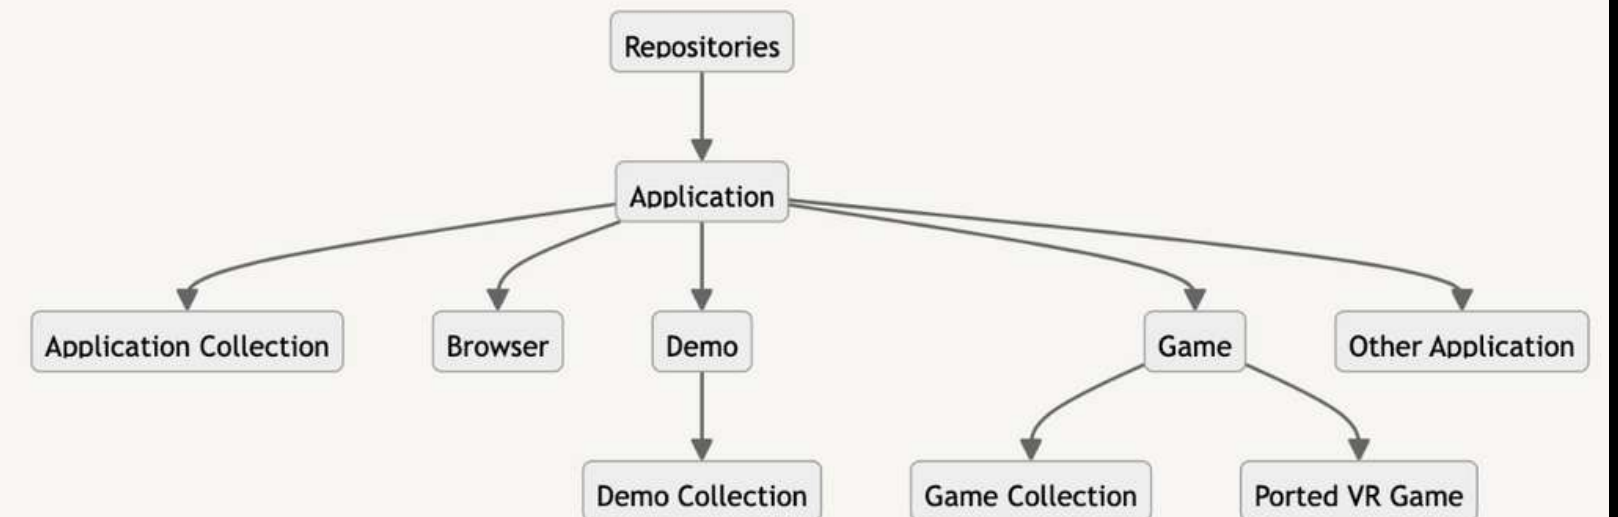 Repositories
Application
Application Collection
Browser
Demo
Game
Other Application
Demo Collection
Game Collection
Ported VR Game